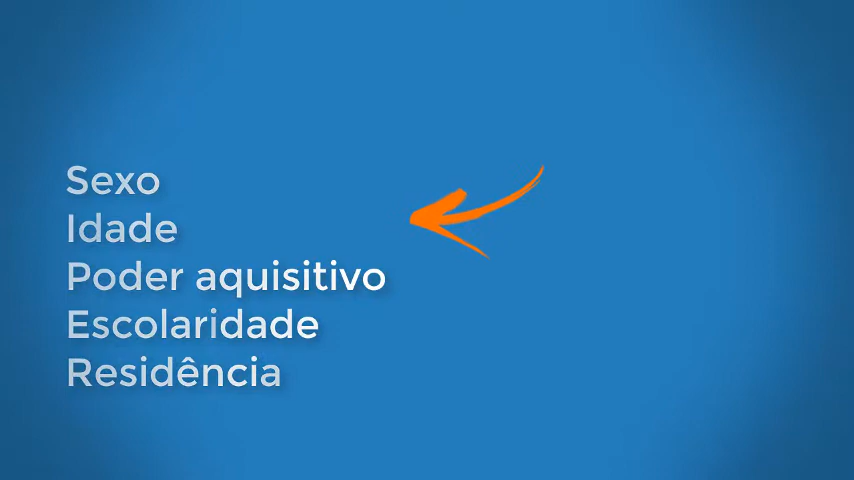 Sexo
Idade
Poder aquisitivo
Escolaridade
Residência